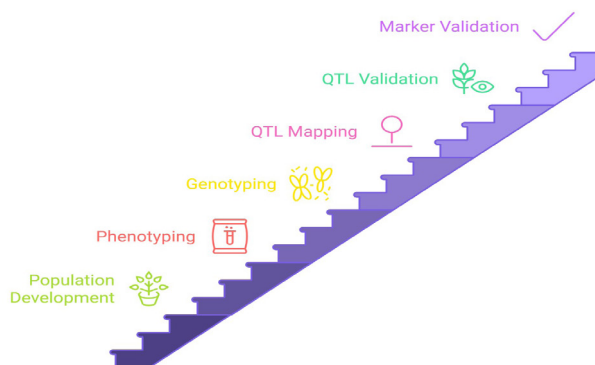 Marker Validation
QTL Validation
QTL Mapping
Genotyping
Phenotyping
Population
Development